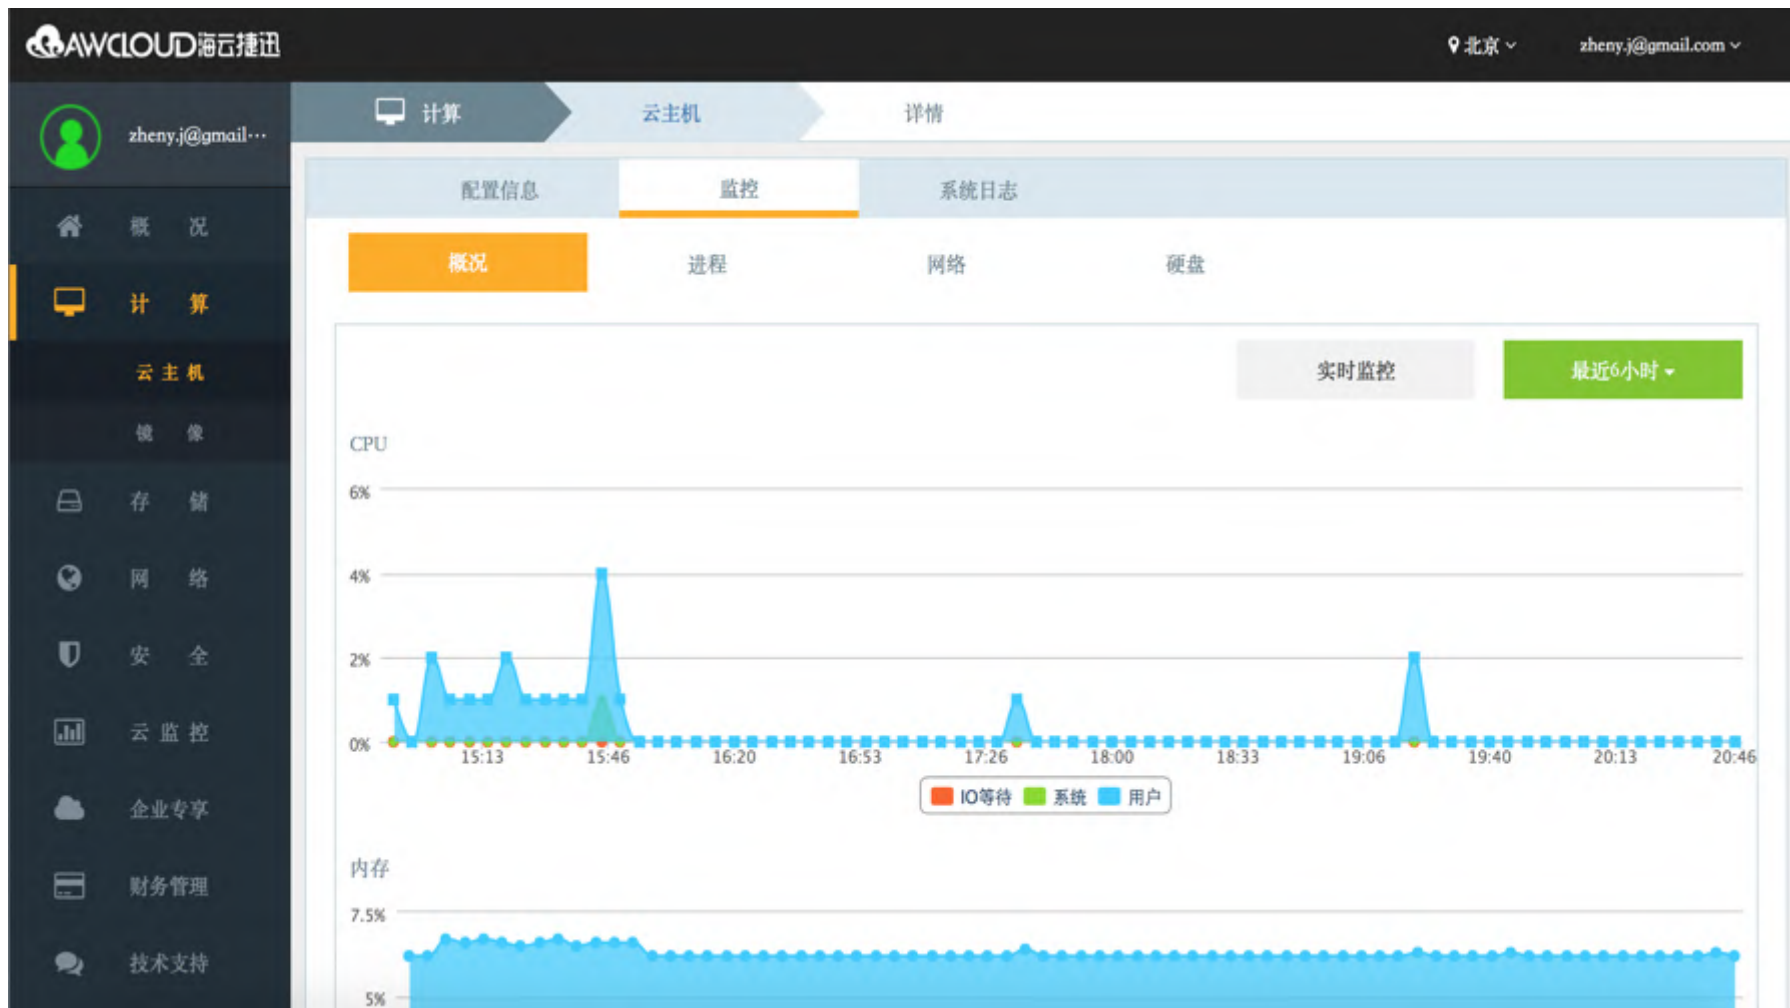 AWCLOUD海云捷迅
北京
zheny.j@gmail.com
zheny.j@gmail···
概况
计算
云主机
镜像
存储
网络
安全
云监控
企业专享
财务管理
技术支持
计算
云主机
详情
配置信息
监控
系统日志
概况
进程
网络
硬盘
实时监控
最近6小时
CPU
6%
4%
2%
0%
15:13 15:46 16:20 16:53 17:26 18:00 18:33 19:06 19:40 20:13 20:46
IO等待 系统 用户
内存
7.5%
5%